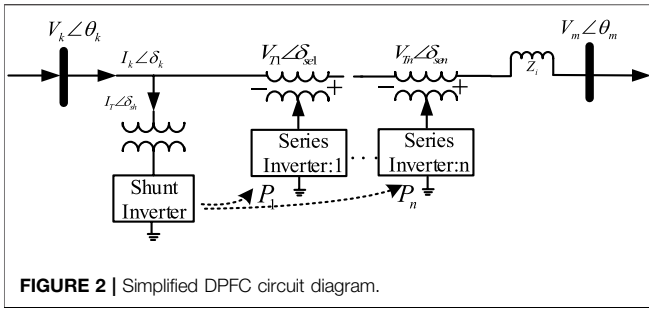 V_k∠θ_k
I_k∠δ_k
V_T1∠δ_se1
V_Tn∠δ_sen
V_m∠θ_m
Z_i
I_T∠δ_sh
− +
− +
Series
Inverter:1
. . .
Series
Inverter:n
Shunt
Inverter
P_1
P_n
FIGURE 2 | Simplified DPFC circuit diagram.